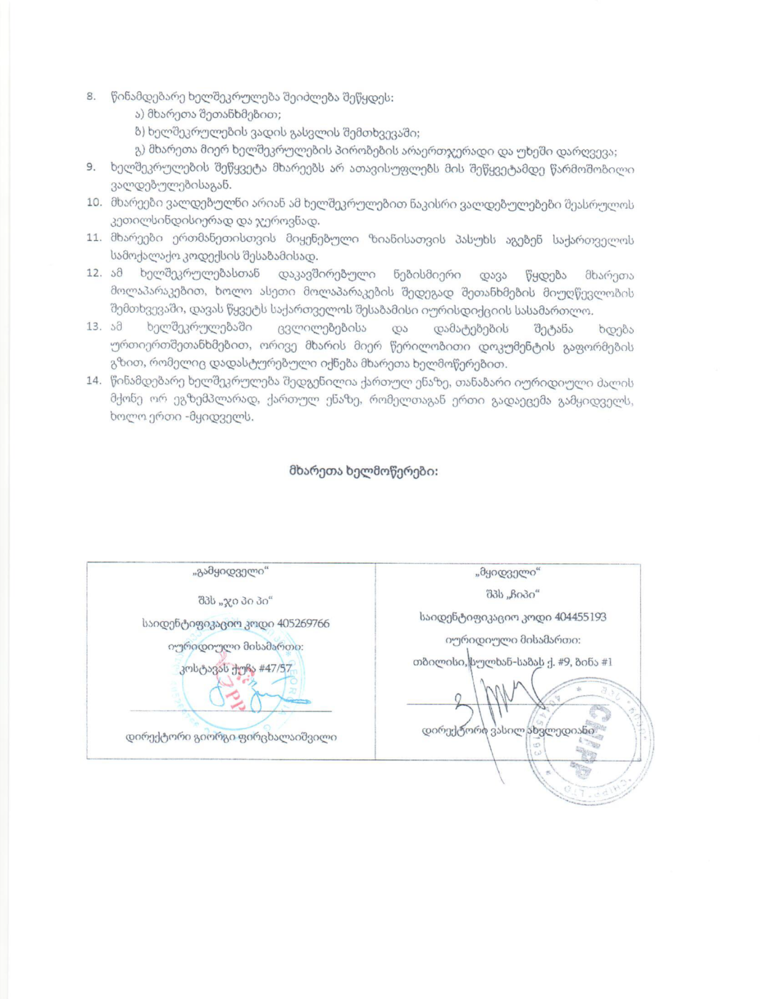 8. წინამდებარე ხელშეკრულება შეიძლება შეწყდეს:
ა) მხარეთა შეთანხმებით;
ბ) ხელშეკრულების ვადის გასვლის შემთხვევაში;
გ) მხარეთა მიერ ხელშეკრულების პირობების არაერთჯერადი და უხეში დარღვევა;
9. ხელშეკრულების შეწყვეტა მხარეებს არ ათავისუფლებს მის შეწყვეტამდე წარმოშობილი
ვალდებულებისაგან.
10. მხარეები ვალდებულნი არიან ამ ხელშეკრულებით ნაკისრი ვალდებულებები შეასრულოს
კეთილსინდისიერად და ჯეროვნად.
11. მხარეები ერთმანეთისთვის მიყენებული ზიანისათვის პასუხს აგებენ საქართველოს
სამოქალაქო კოდექსის შესაბამისად.
12. ამ ხელშეკრულებასთან დაკავშირებული ნებისმიერი დავა წყდება მხარეთა
მოლაპარაკებით, ხოლო ასეთი მოლაპარაკების შედეგად შეთანხმების მიუღწევლობის
შემთხვევაში, დავას წყვეტს საქართველოს შესაბამისი იურისდიქციის სასამართლო.
13. ამ ხელშეკრულებაში ცვლილებებისა და დამატებების შეტანა ხდება
ურთიერთშეთანხმებით, ორივე მხარის მიერ წერილობითი დოკუმენტის გაფორმების
გზით, რომელიც დადასტურებული იქნება მხარეთა ხელმოწერებით.
14. წინამდებარე ხელშეკრულება შედგენილია ქართულ ენაზე, თანაბარი იურიდიული ძალის
მქონე ორ ეგზემპლარად, ქართულ ენაზე, რომელთაგან ერთი გადაეცემა გამყიდველს,
ხოლო ერთი -მყიდველს.
მხარეთა ხელმოწერები:
„გამყიდველი“
შპს „ჯი პი პი“
საიდენტიფიკაციო კოდი 405269766
იურიდიული მისამართი:
კოსტავას ქუჩა #47/57
დირექტორი გიორგი ფირცხალაიშვილი
GEORGIA
PP
„მყიდველი“
შპს „ჩიპი“
საიდენტიფიკაციო კოდი 404455193
იურიდიული მისამართი:
თბილისი, სულხან-საბას ქ. #9, ბინა #1
დირექტორი ვასილ ახვლედიანი
CHIPP
404455193
"CHIPP" LTD